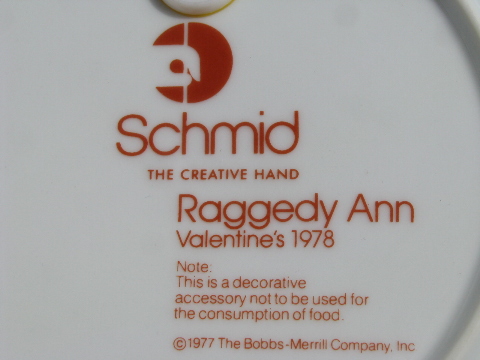 Schmid
THE CREATIVE HAND
Raggedy Ann
Valentine's 1978
Note:
This is a decorative
accessory not to be used for
the consumption of food.
©1977 The Bobbs-Merrill Company, Inc